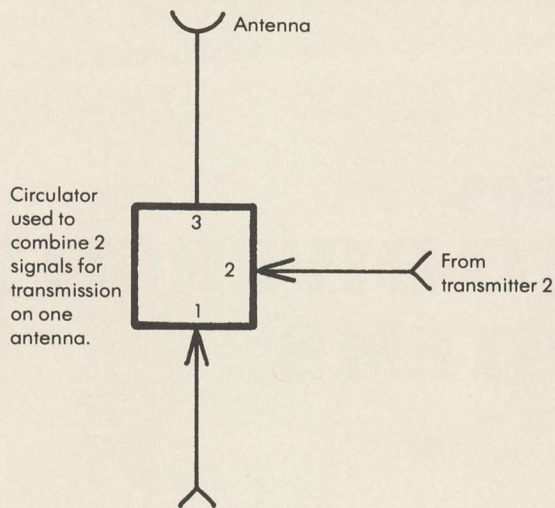 Antenna
Circulator
used to
combine 2
signals for
transmission
on one
antenna.
3
2
1
From
transmitter 2